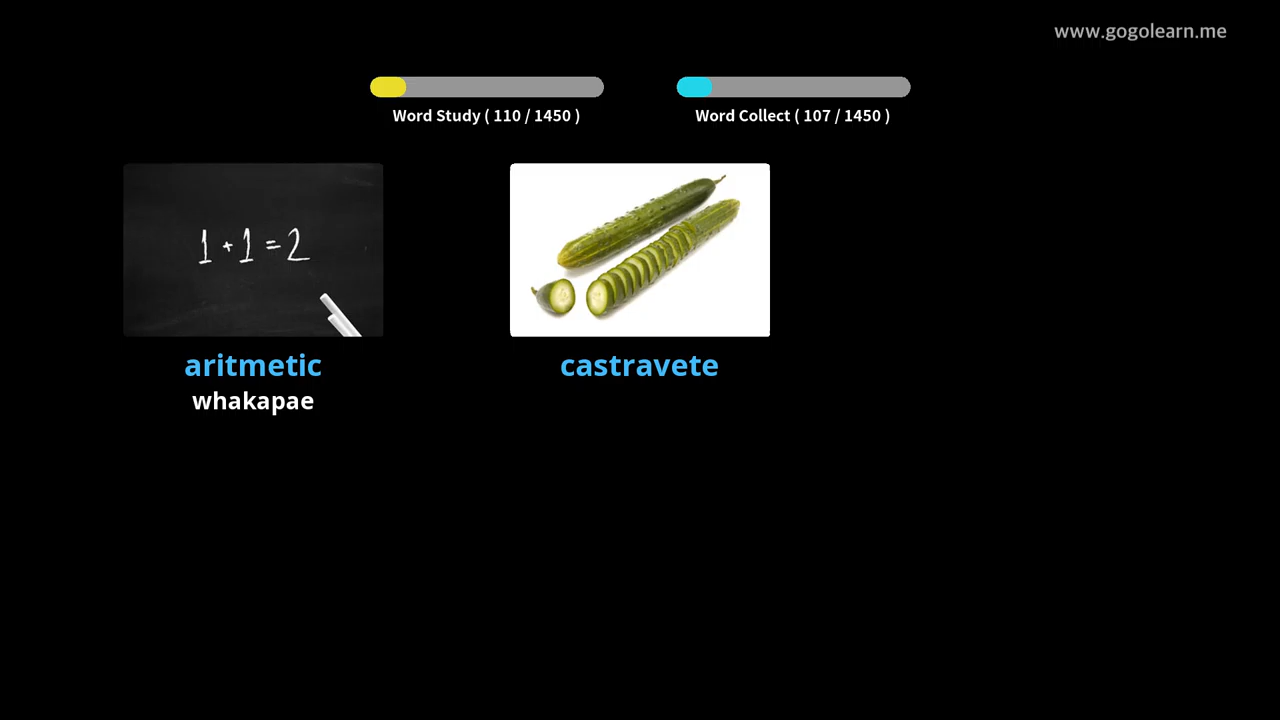 www.gogolearn.me
Word Study ( 110 / 1450 )
Word Collect ( 107 / 1450 )
1 + 1 = 2
aritmetic
whakapae
castravete